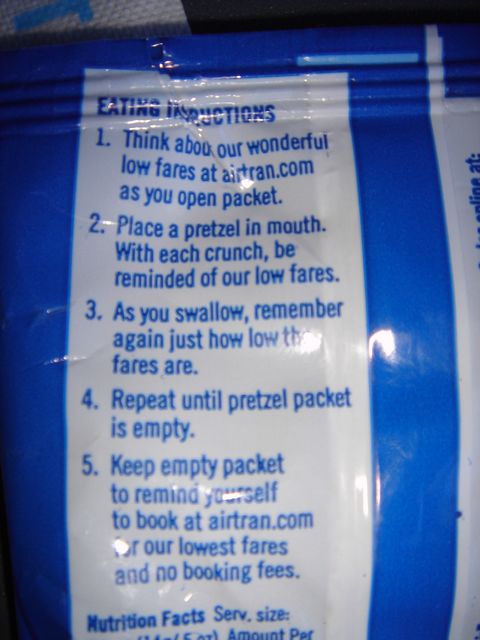 EATING INSTRUCTIONS
1. Think about our wonderful
low fares at airtran.com
as you open packet.
2. Place a pretzel in mouth.
With each crunch, be
reminded of our low fares.
3. As you swallow, remember
again just how low the
fares are.
4. Repeat until pretzel packet
is empty.
5. Keep empty packet
to remind yourself
to book at airtran.com
for our lowest fares
and no booking fees.
Nutrition Facts Serv. size:
Amount Per